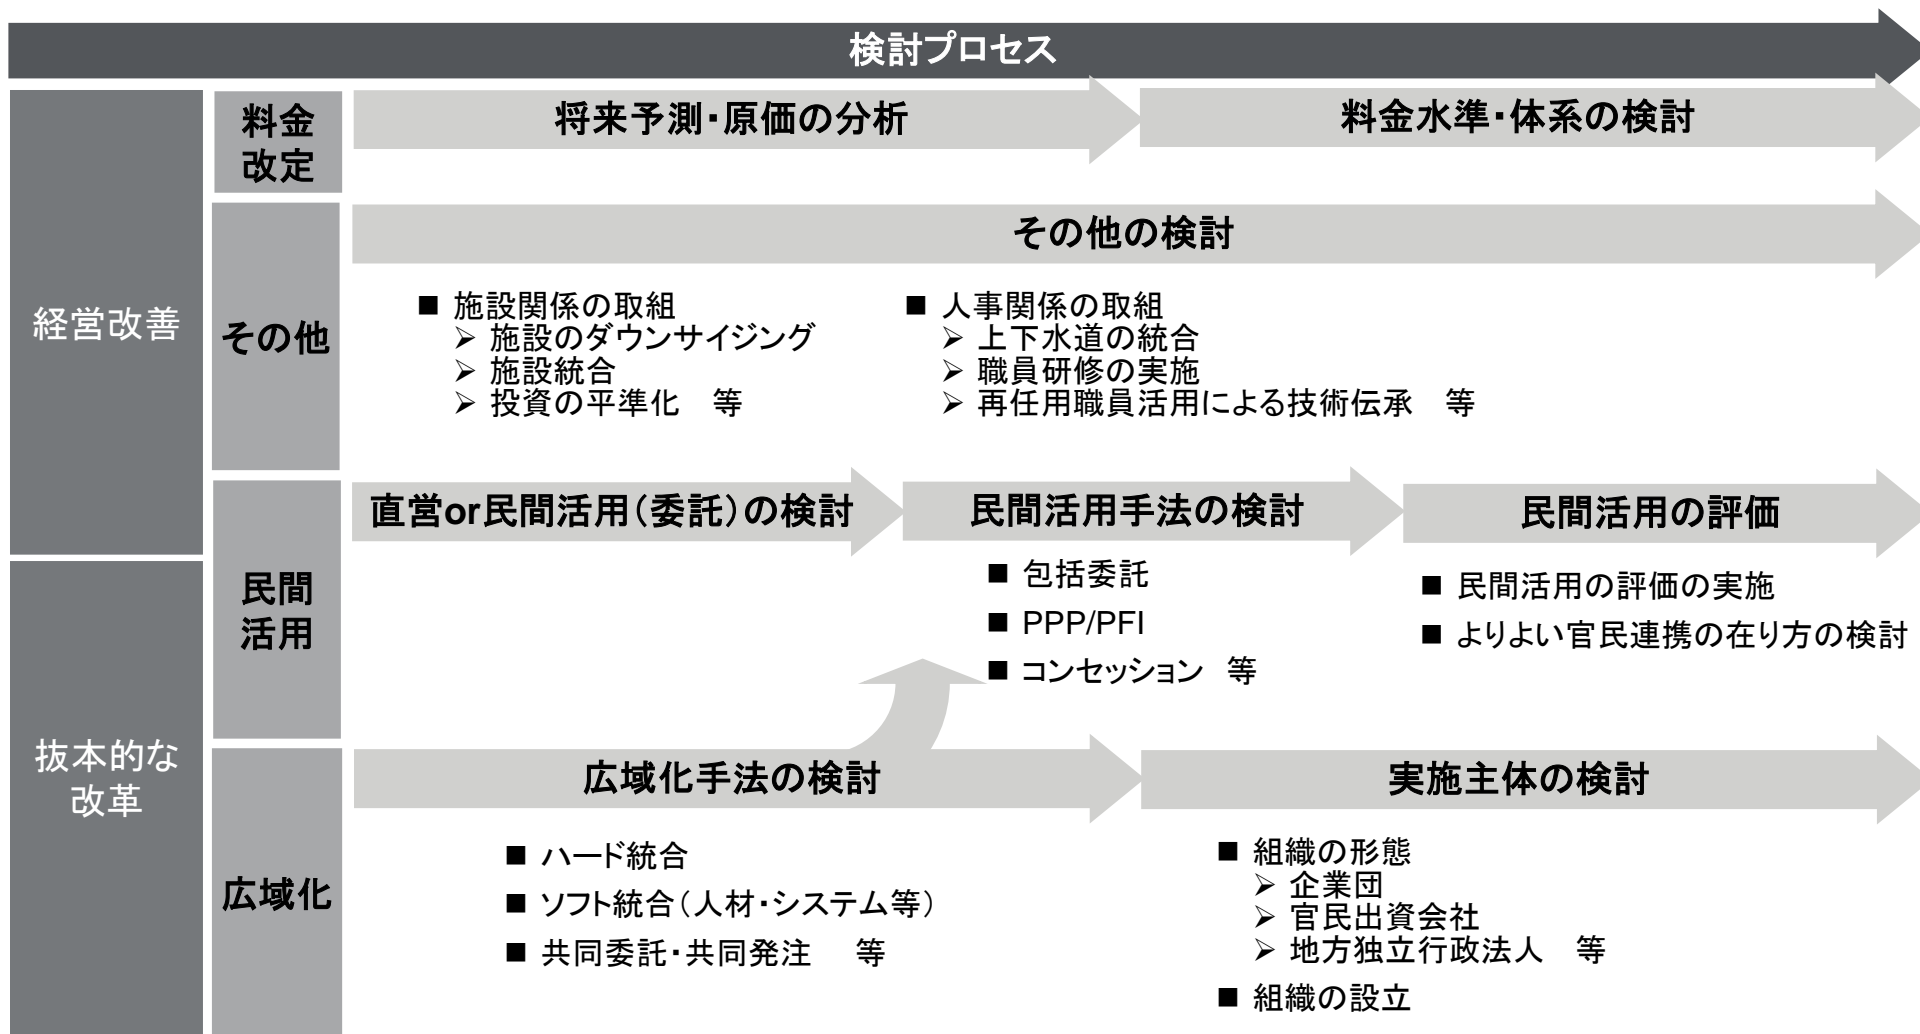 検討プロセス
経営改善
料金
改定
将来予測・原価の分析
料金水準・体系の検討
その他
その他の検討
■ 施設関係の取組
➢ 施設のダウンサイジング
➢ 施設統合
➢ 投資の平準化　等
■ 人事関係の取組
➢ 上下水道の統合
➢ 職員研修の実施
➢ 再任用職員活用による技術伝承　等
民間
活用
直営or民間活用（委託）の検討
民間活用手法の検討
■ 包括委託
■ PPP/PFI
■ コンセッション　等
民間活用の評価
■ 民間活用の評価の実施
■ よりよい官民連携の在り方の検討
抜本的な
改革
広域化
広域化手法の検討
■ ハード統合
■ ソフト統合（人材・システム等）
■ 共同委託・共同発注　等
実施主体の検討
■ 組織の形態
➢ 企業団
➢ 官民出資会社
➢ 地方独立行政法人　等
■ 組織の設立